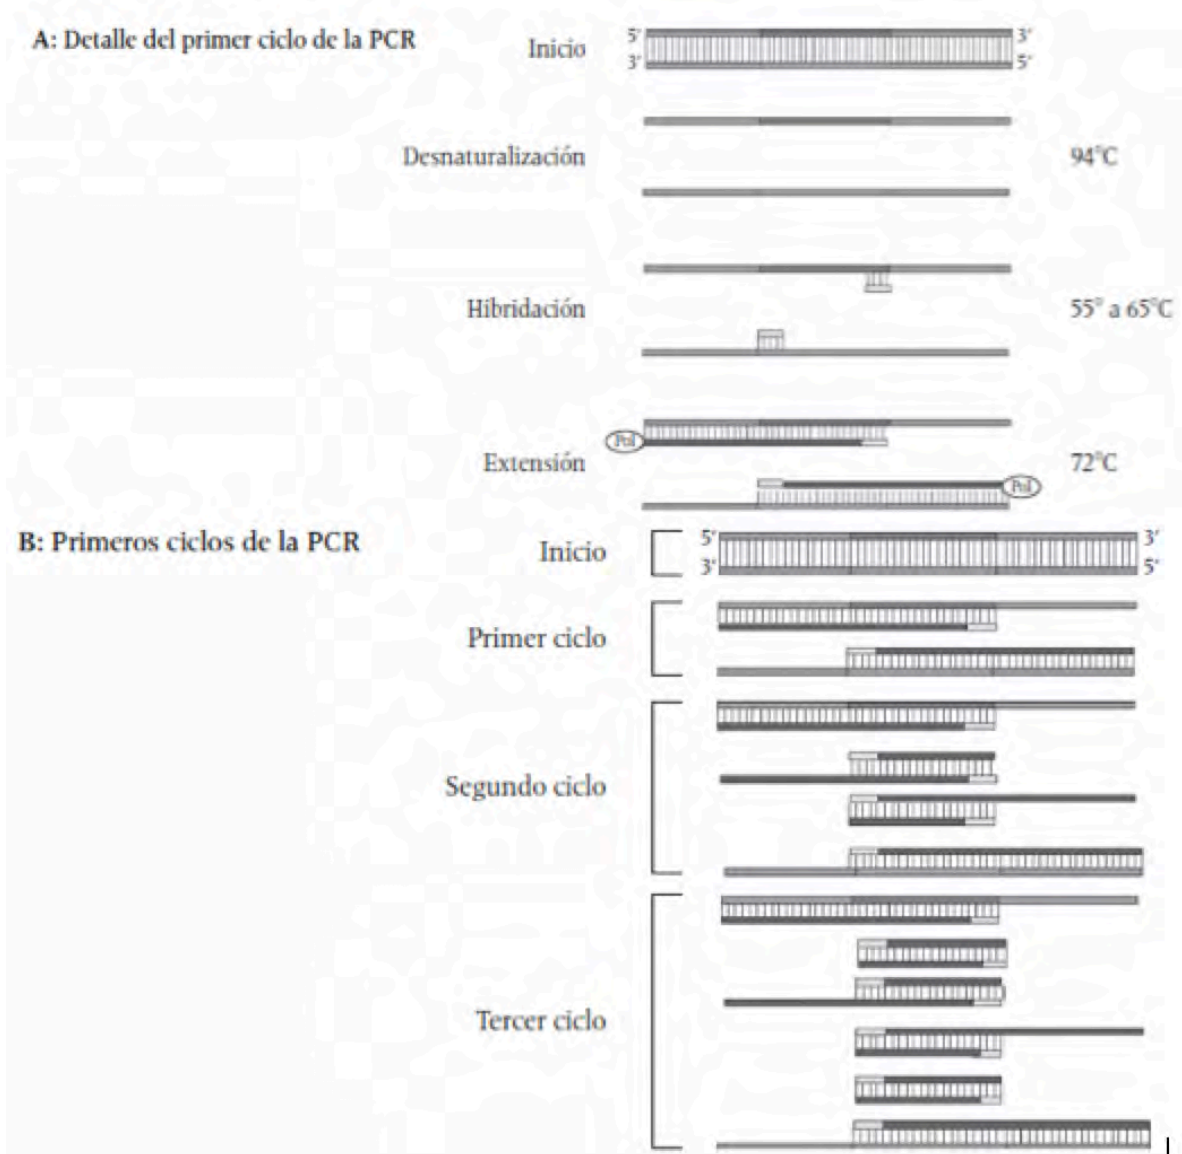 A: Detalle del primer ciclo de la PCR
Inicio
5′ 3′
3′ 5′
Desnaturalización 94°C
Hibridación 55° a 65°C
Pol
Extensión 72°C
Pol
B: Primeros ciclos de la PCR
Inicio
5′ 3′
3′ 5′
Primer ciclo
Segundo ciclo
Tercer ciclo